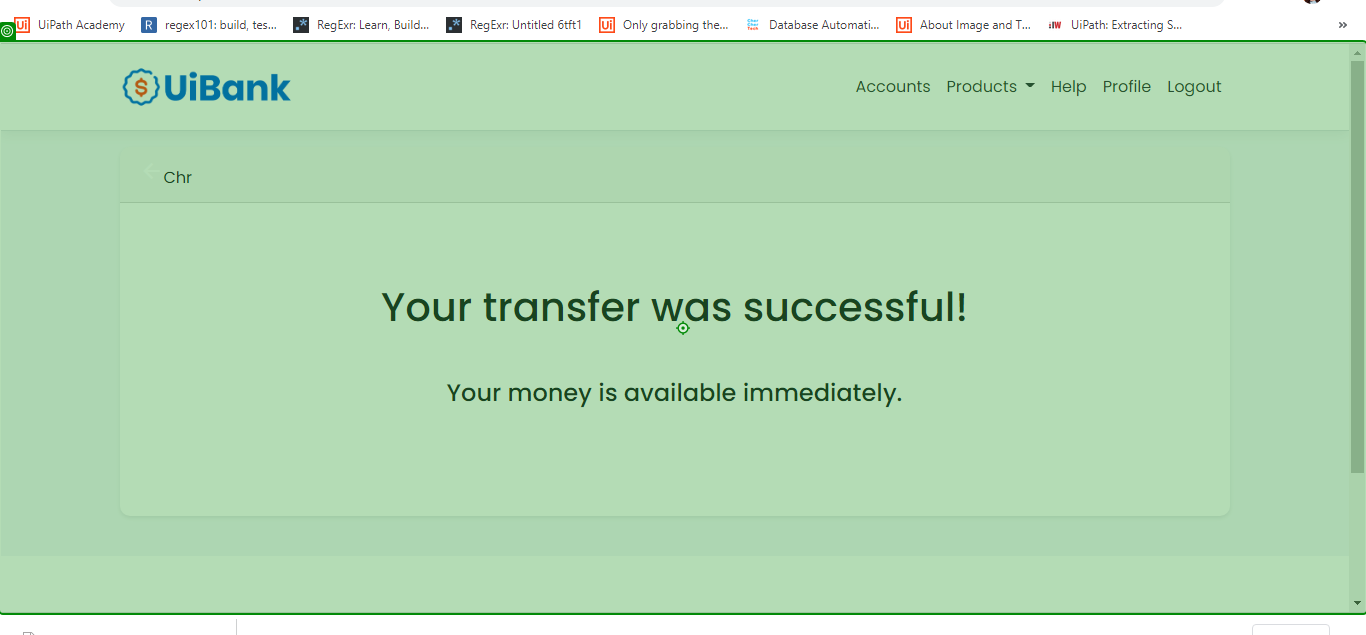 UiPath Academy regex101: build, tes... RegExr: Learn, Build... RegExr: Untitled 6tft1 Only grabbing the... Database Automati... About Image and T... UiPath: Extracting S... »
UiBank Accounts Products Help Profile Logout
Chr
Your transfer was successful!
Your money is available immediately.